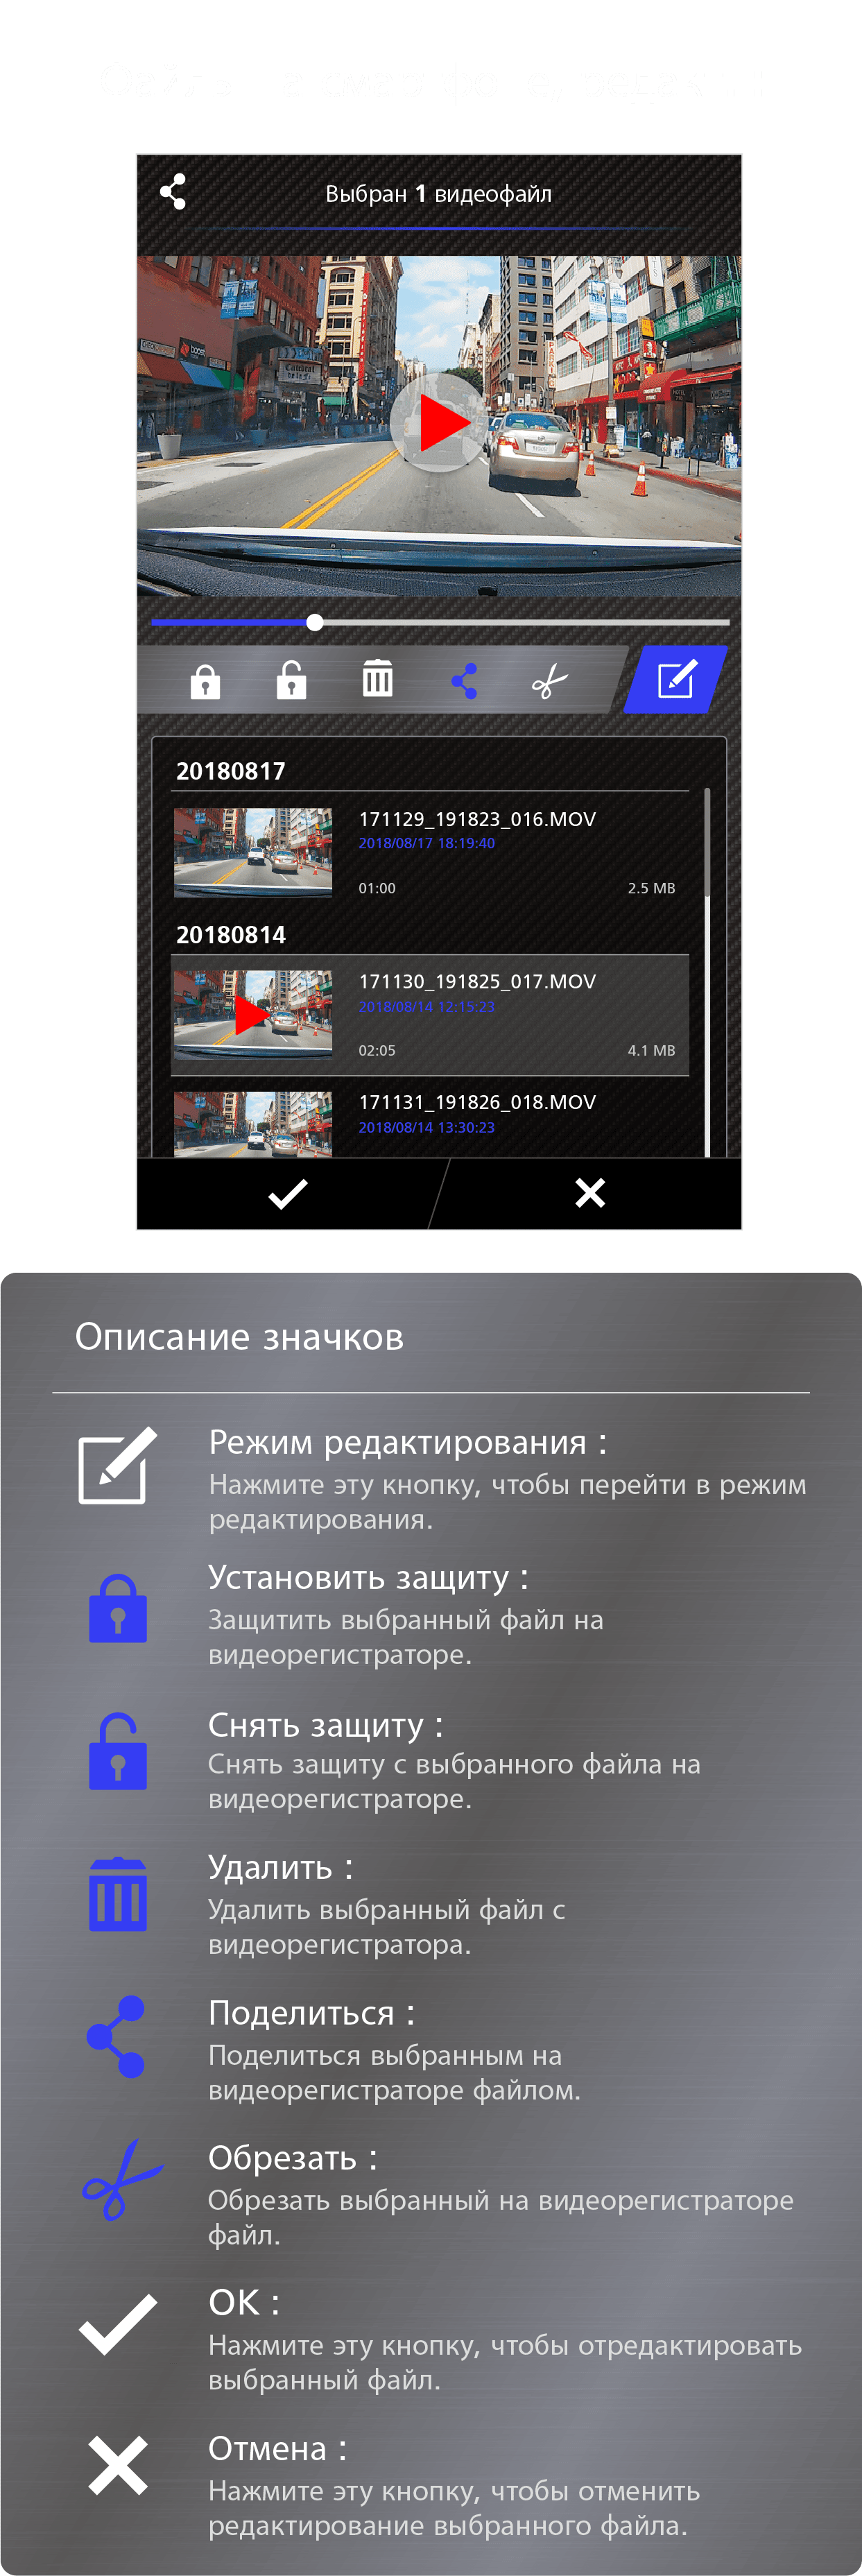 Выбран 1 видеофайл
20180817
171129_191823_016.MOV
2018/08/17 18:19:40
01:00 2.5 MB
20180814
171130_191825_017.MOV
2018/08/14 12:15:23
02:05 4.1 MB
171131_191826_018.MOV
2018/08/14 13:30:23
Описание значков
Режим редактирования :
Нажмите эту кнопку, чтобы перейти в режим
редактирования.
Установить защиту :
Защитить выбранный файл на
видеорегистраторе.
Снять защиту :
Снять защиту с выбранного файла на
видеорегистраторе.
Удалить :
Удалить выбранный файл с
видеорегистратора.
Поделиться :
Поделиться выбранным на
видеорегистраторе файлом.
Обрезать :
Обрезать выбранный на видеорегистраторе
файл.
OK :
Нажмите эту кнопку, чтобы отредактировать
выбранный файл.
Отмена :
Нажмите эту кнопку, чтобы отменить
редактирование выбранного файла.